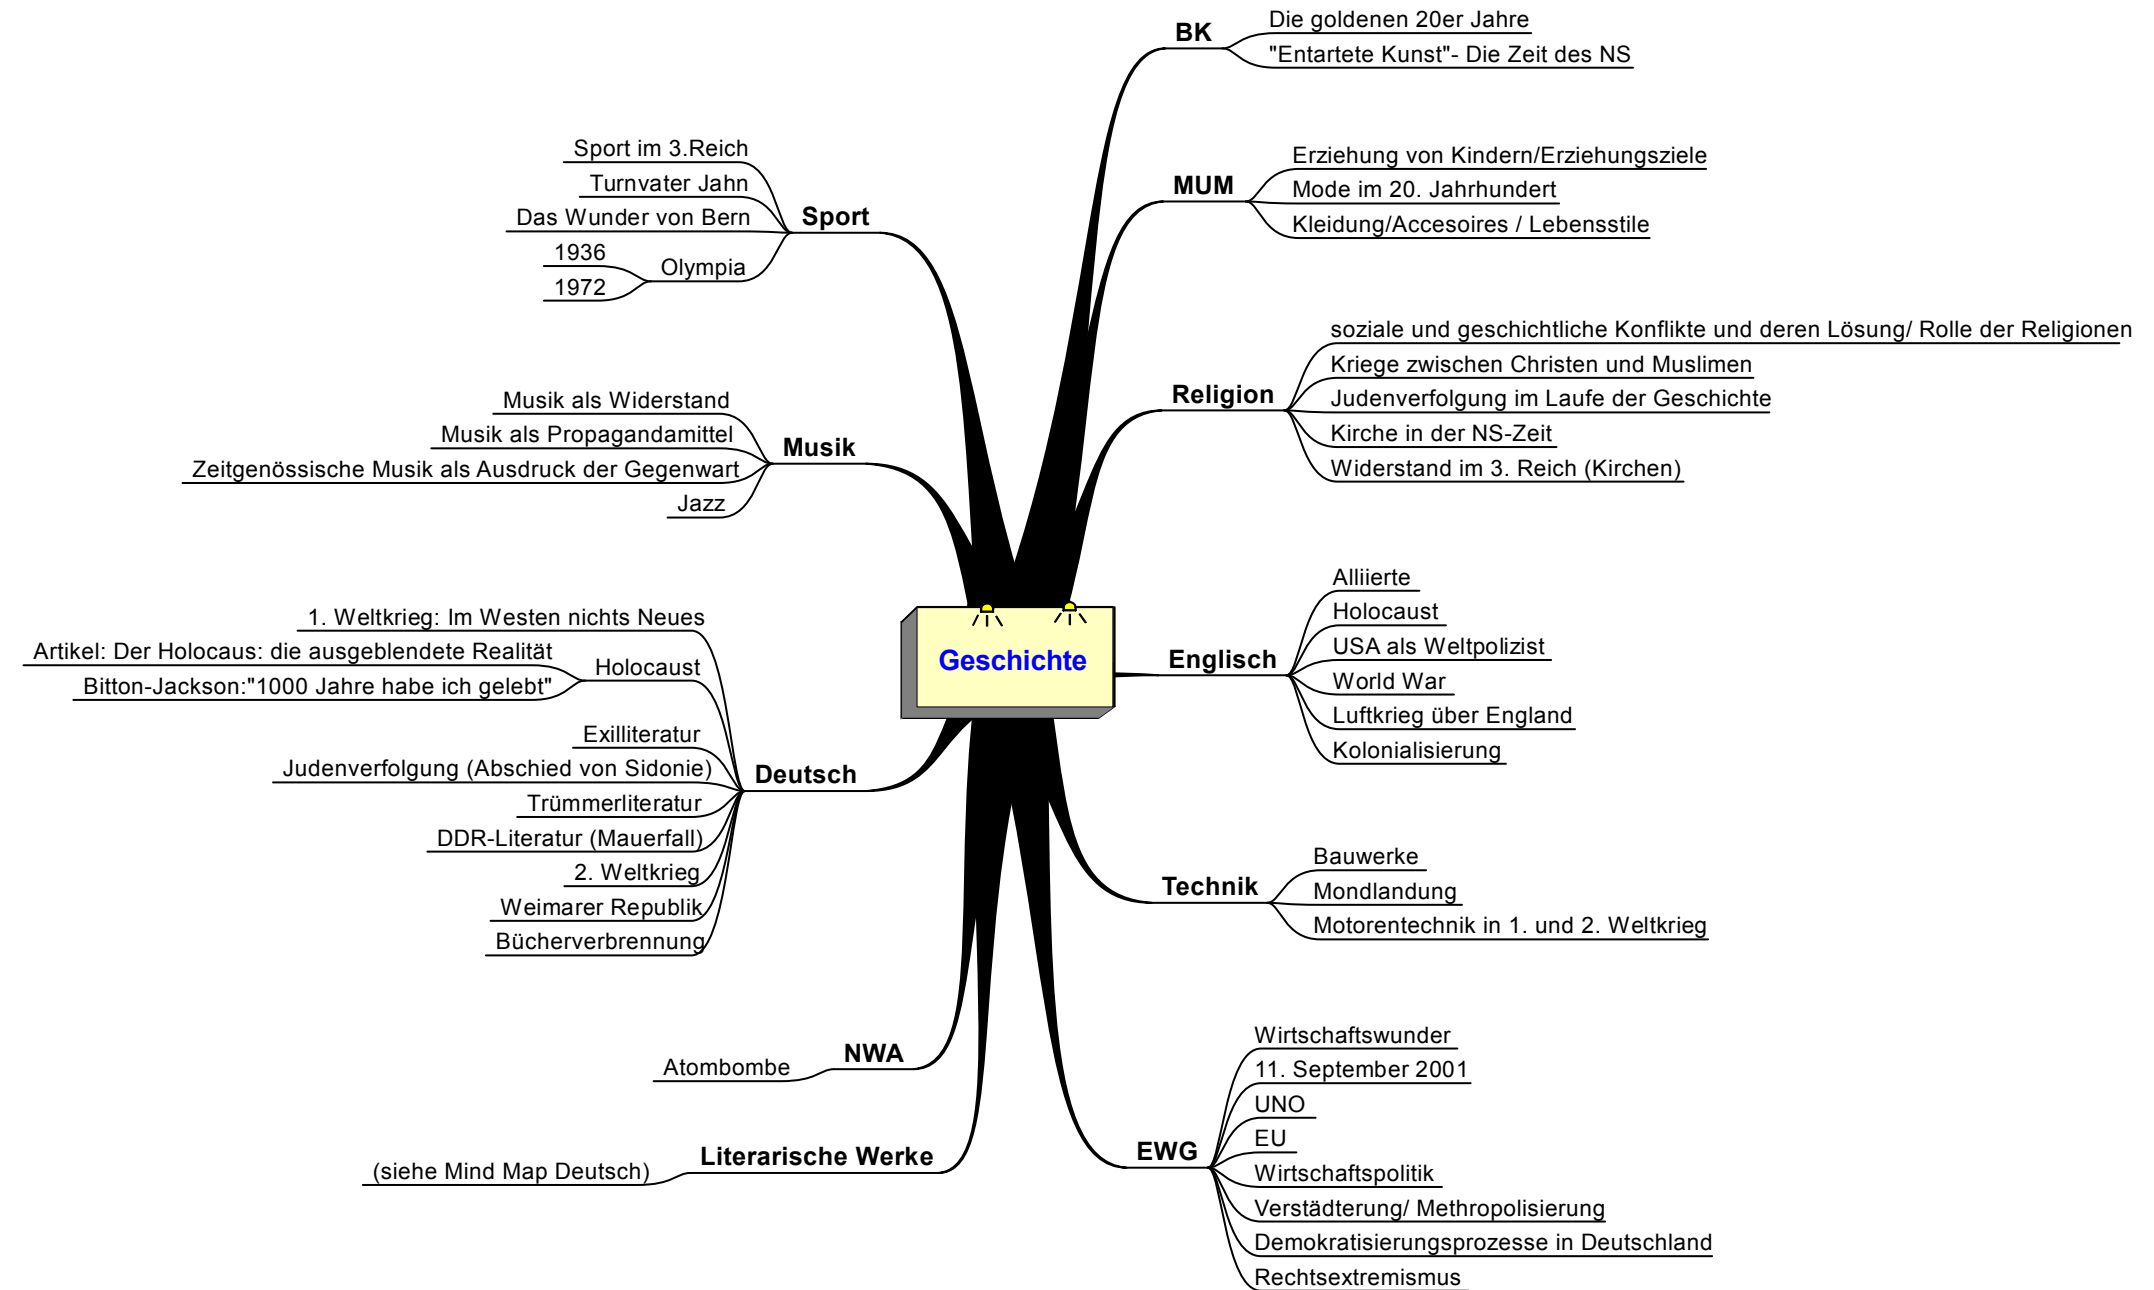 Geschichte
BK
Die goldenen 20er Jahre
"Entartete Kunst"- Die Zeit des NS
MUM
Erziehung von Kindern/Erziehungsziele
Mode im 20. Jahrhundert
Kleidung/Accesoires / Lebensstile
Religion
soziale und geschichtliche Konflikte und deren Lösung/ Rolle der Religionen
Kriege zwischen Christen und Muslimen
Judenverfolgung im Laufe der Geschichte
Kirche in der NS-Zeit
Widerstand im 3. Reich (Kirchen)
Englisch
Alliierte
Holocaust
USA als Weltpolizist
World War
Luftkrieg über England
Kolonialisierung
Technik
Bauwerke
Mondlandung
Motorentechnik in 1. und 2. Weltkrieg
EWG
Wirtschaftswunder
11. September 2001
UNO
EU
Wirtschaftspolitik
Verstädterung/ Methropolisierung
Demokratisierungsprozesse in Deutschland
Rechtsextremismus
Sport
Sport im 3.Reich
Turnvater Jahn
Das Wunder von Bern
Olympia
1936
1972
Musik
Musik als Widerstand
Musik als Propagandamittel
Zeitgenössische Musik als Ausdruck der Gegenwart
Jazz
Deutsch
1. Weltkrieg: Im Westen nichts Neues
Holocaust
Artikel: Der Holocaus: die ausgeblendete Realität
Bitton-Jackson:"1000 Jahre habe ich gelebt"
Exilliteratur
Judenverfolgung (Abschied von Sidonie)
Trümmerliteratur
DDR-Literatur (Mauerfall)
2. Weltkrieg
Weimarer Republik
Bücherverbrennung
NWA
Atombombe
Literarische Werke
(siehe Mind Map Deutsch)